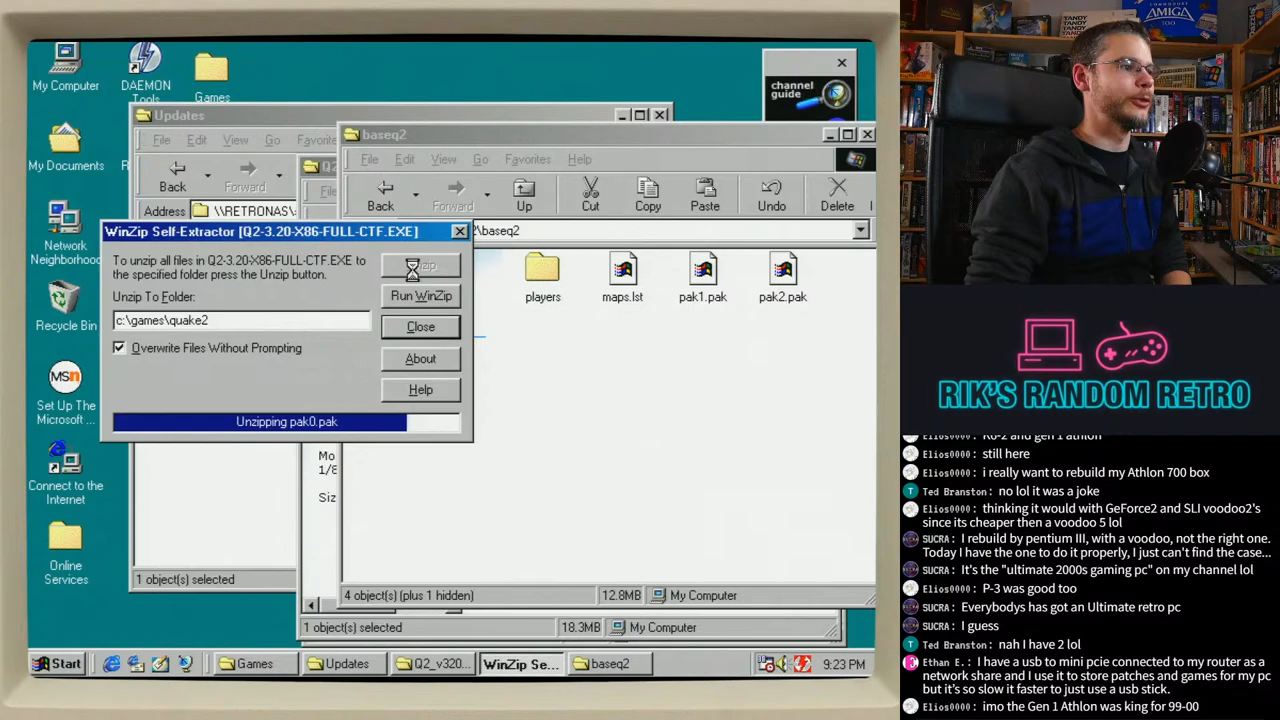 My Computer
DAEMON
Tools
Games
My Documents
Network
Neighborhood
Recycle Bin
Set Up The
Microsoft ...
Connect to the
Internet
Online
Services
channel
guide
Updates
File Edit View Go Favorites
Back Forward
Address \\RETRONAS\
1 object(s) selected
baseq2
File Edit View Go Favorites Help
Back Forward Up Cut Copy Paste Undo Delete
\baseq2
players
maps.lst
pak1.pak
pak2.pak
4 object(s) (plus 1 hidden) 12.8MB My Computer
1 object(s) selected 18.3MB My Computer
WinZip Self-Extractor [Q2-3.20-X86-FULL-CTF.EXE]
To unzip all files in Q2-3.20-X86-FULL-CTF.EXE to
the specified folder press the Unzip button.
Unzip To Folder:
c:\games\quake2
Overwrite Files Without Prompting
Run WinZip
Close
About
Help
Unzipping pak0.pak
Start Games Updates Q2_v320... WinZip Se... baseq2 9:23 PM
TANDY
COMMODORE
AMIGA
500
RIK'S RANDOM RETRO
Elios0000: still here
Elios0000: i really want to rebuild my Athlon 700 box
Ted Branston: no lol it was a joke
Elios0000: thinking it would with GeForce2 and SLI voodoo2's
since its cheaper then a voodoo 5 lol
SUCRA: I rebuild by pentium III, with a voodoo, not the right one.
Today I have the one to do it properly, I just can't find the case...
SUCRA: It's the "ultimate 2000s gaming pc" on my channel lol
Elios0000: P-3 was good too
SUCRA: Everybodys has got an Ultimate retro pc
SUCRA: I guess
Ted Branston: nah I have 2 lol
Ethan E.: I have a usb to mini pcie connected to my router as a
network share and I use it to store patches and games for my pc
but it's so slow it faster to just use a usb stick.
Elios0000: imo the Gen 1 Athlon was king for 99-00